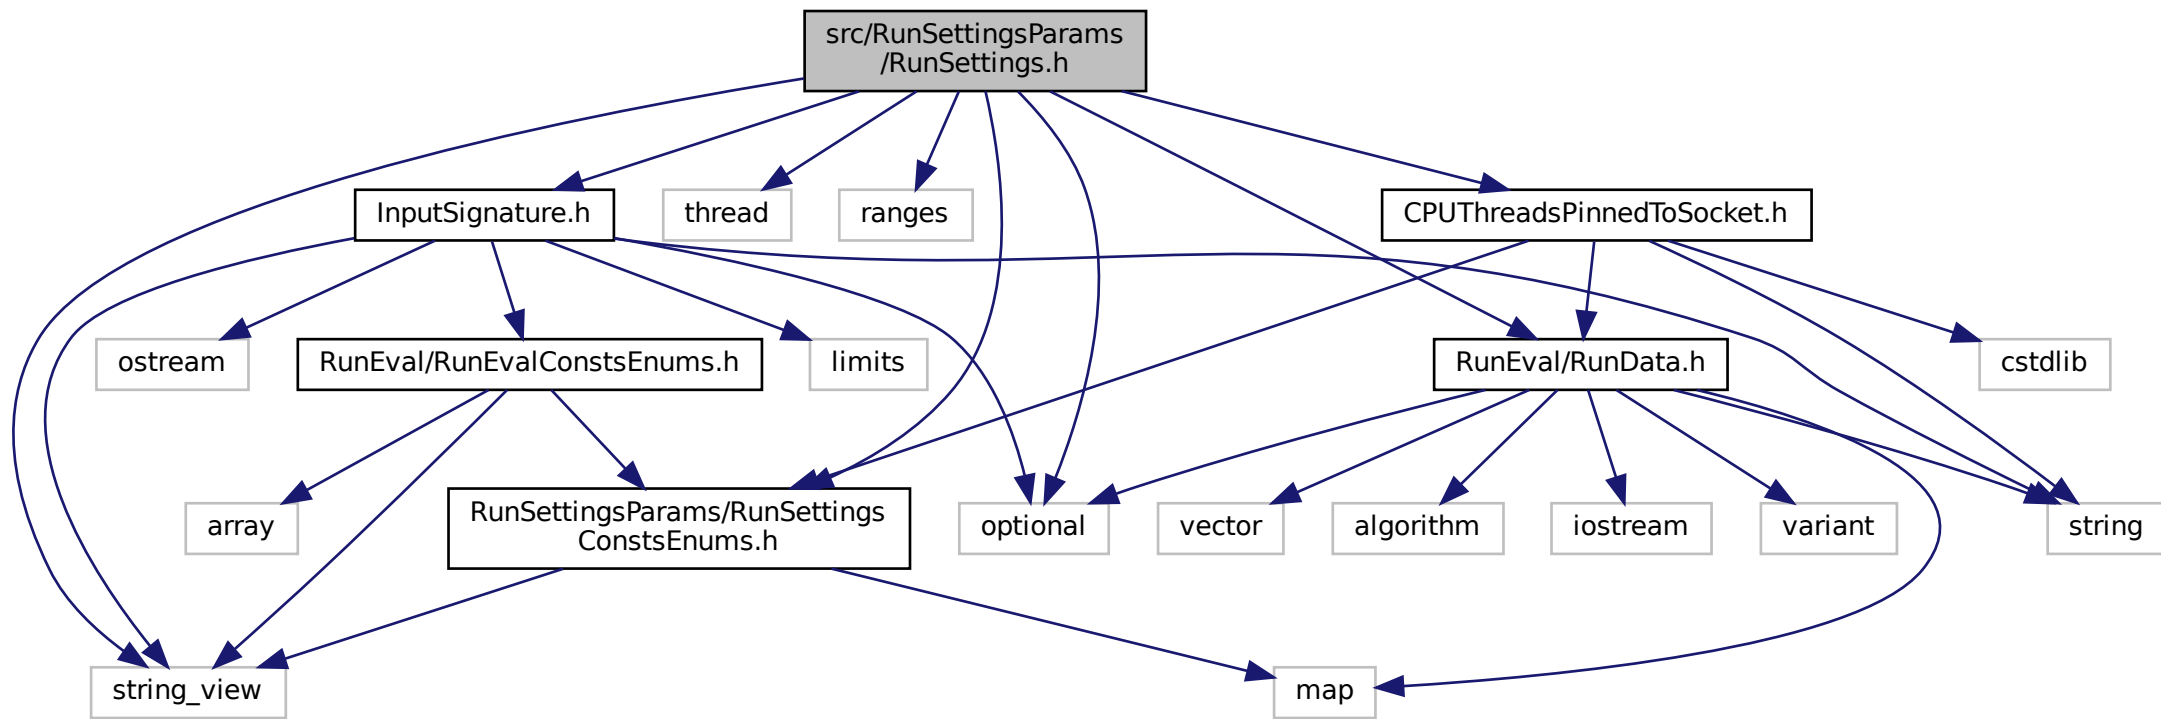 src/RunSettingsParams
/RunSettings.h
InputSignature.h
thread
ranges
CPUThreadsPinnedToSocket.h
ostream
RunEval/RunEvalConstsEnums.h
limits
RunEval/RunData.h
cstdlib
array
RunSettingsParams/RunSettings
ConstsEnums.h
optional
vector
algorithm
iostream
variant
string
string_view
map